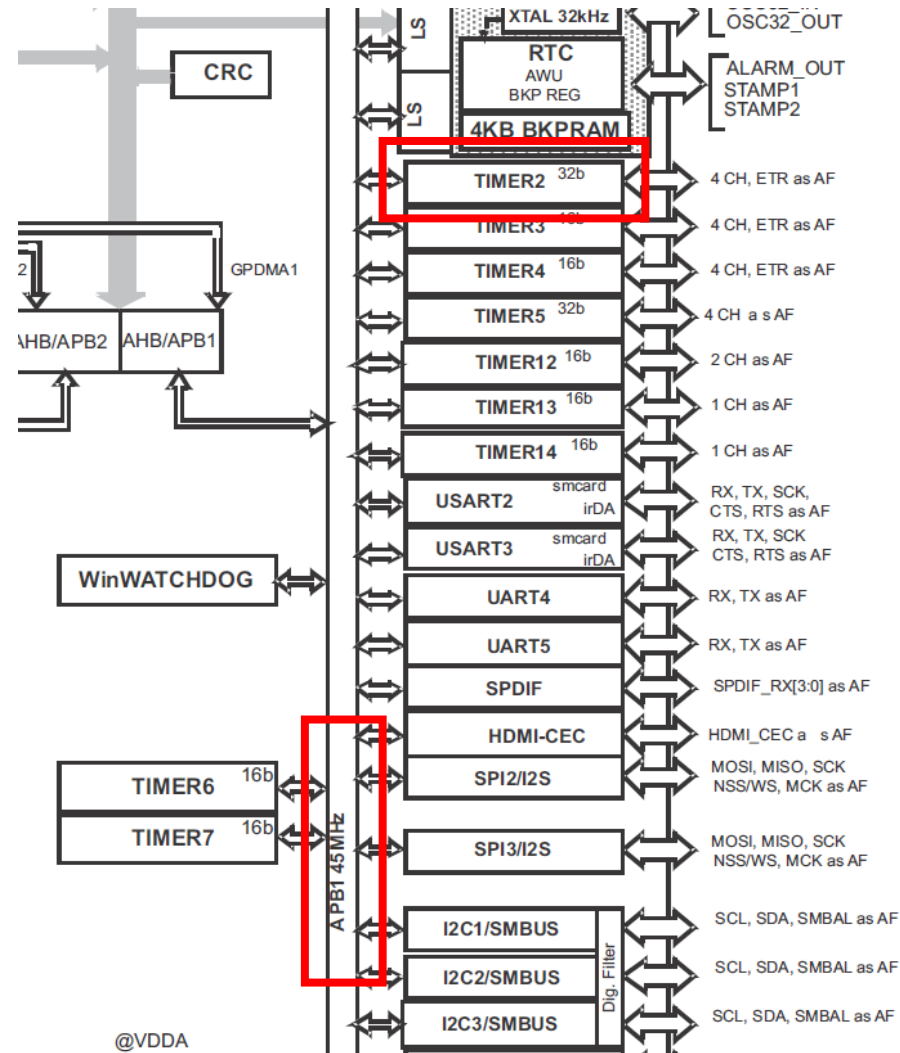 XTAL 32kHz
OSC32_OUT
LS
RTC
AWU
BKP REG
ALARM_OUT
STAMP1
STAMP2
CRC
LS
4KB BKPRAM
TIMER2 32b
4 CH, ETR as AF
TIMER3 16b
4 CH, ETR as AF
2
GPDMA1
TIMER4 16b
4 CH, ETR as AF
AHB/APB2
AHB/APB1
TIMER5 32b
4 CH a s AF
TIMER12 16b
2 CH as AF
TIMER13 16b
1 CH as AF
TIMER14 16b
1 CH as AF
USART2
smcard
irDA
RX, TX, SCK,
CTS, RTS as AF
USART3
smcard
irDA
RX, TX, SCK
CTS, RTS as AF
WinWATCHDOG
UART4
RX, TX as AF
UART5
RX, TX as AF
SPDIF
SPDIF_RX[3:0] as AF
HDMI-CEC
HDMI_CEC a s AF
TIMER6 16b
SPI2/I2S
MOSI, MISO, SCK
NSS/WS, MCK as AF
TIMER7 16b
APB1 45MHz
SPI3/I2S
MOSI, MISO, SCK
NSS/WS, MCK as AF
I2C1/SMBUS
SCL, SDA, SMBAL as AF
Dig. Filter
I2C2/SMBUS
SCL, SDA, SMBAL as AF
I2C3/SMBUS
SCL, SDA, SMBAL as AF
@VDDA